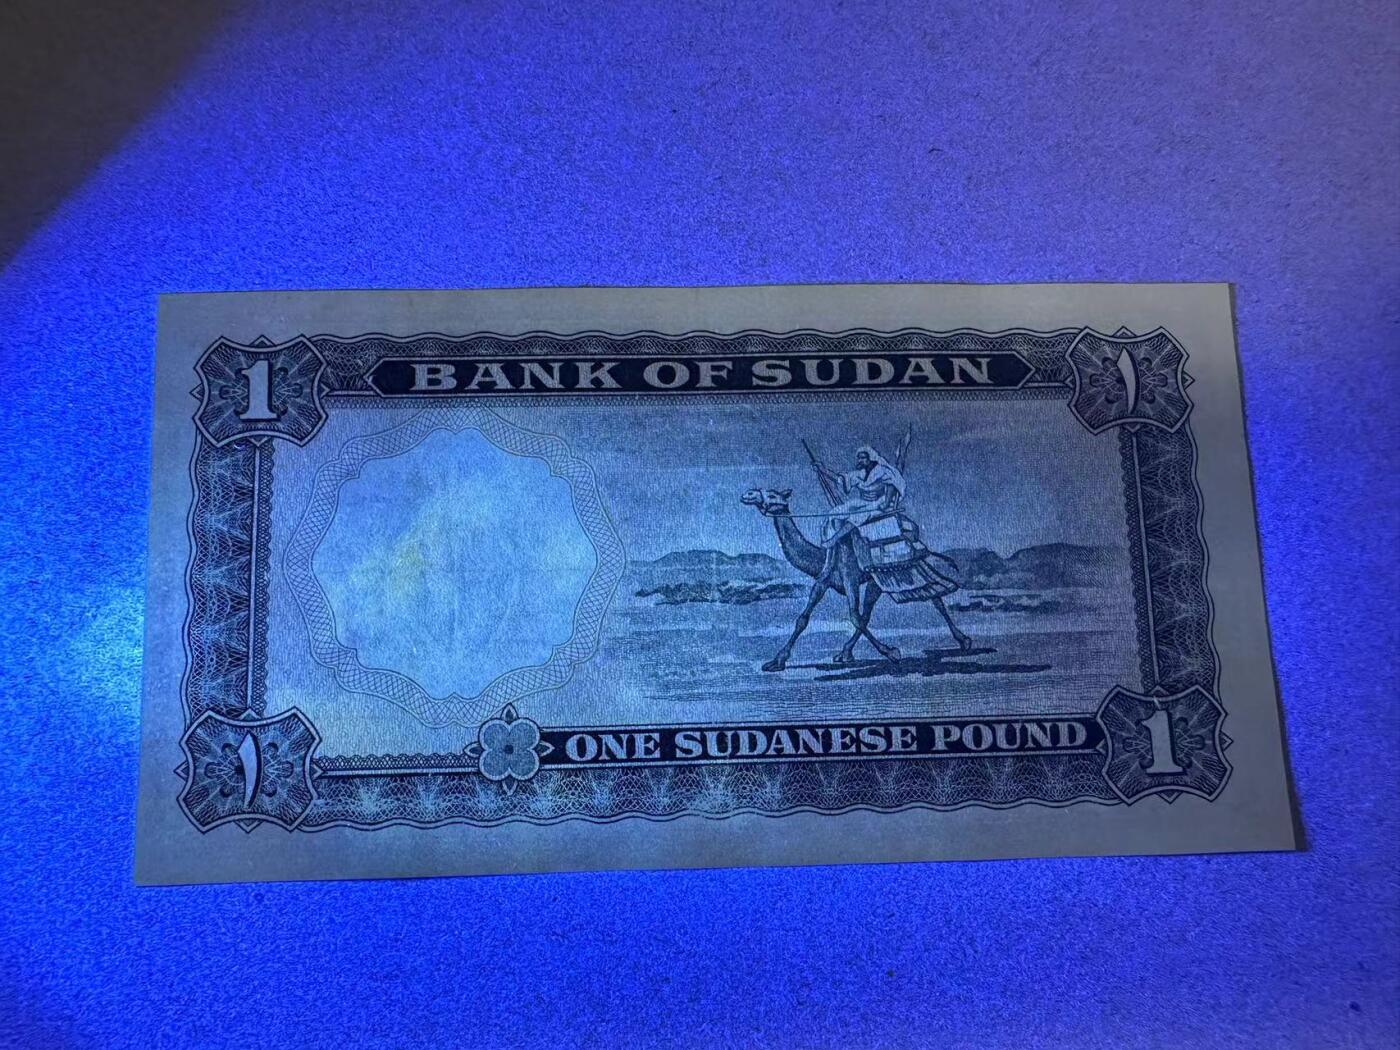 1 BANK OF SUDAN ١
١ ONE SUDANESE POUND 1